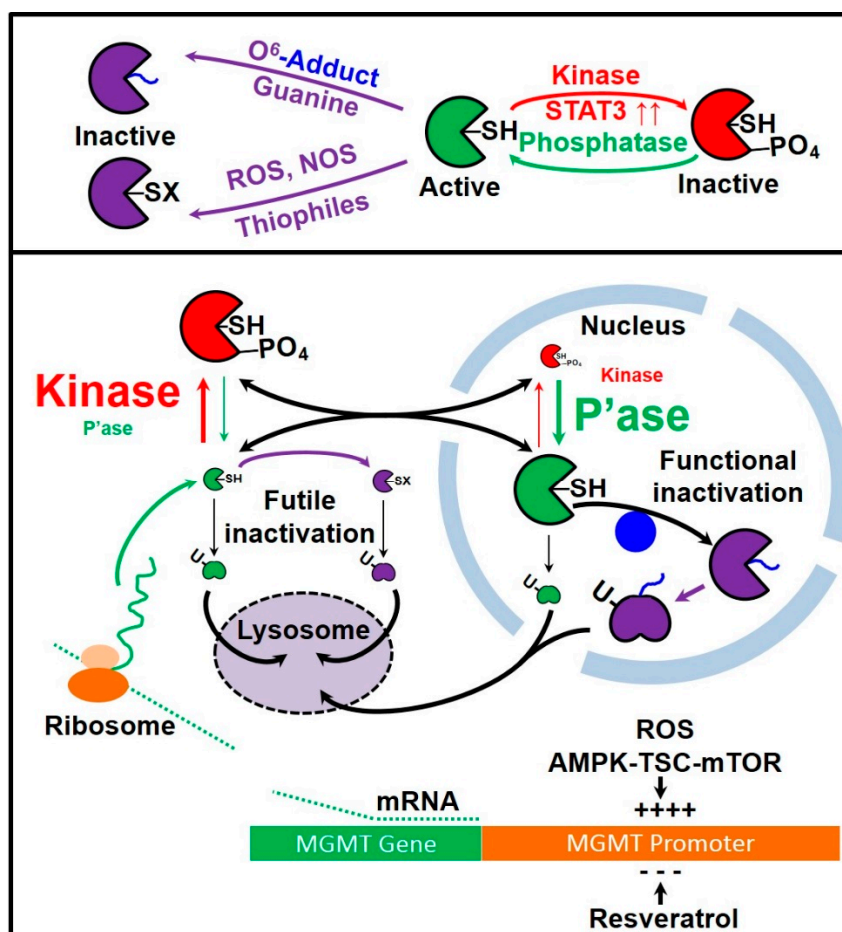 O⁶-Adduct
Guanine
Inactive
ROS, NOS
Thiophiles
SX
SH
Active
Kinase
STAT3 ↑↑
Phosphatase
SH
PO₄
Inactive
SH
PO₄
Kinase
P'ase
Nucleus
SH
PO₄
Kinase
P'ase
SH
Functional
inactivation
SH
SX
Futile
inactivation
U
U
U
U
Lysosome
Ribosome
ROS
AMPK-TSC-mTOR
++++
mRNA
MGMT Gene
MGMT Promoter
- - -
Resveratrol